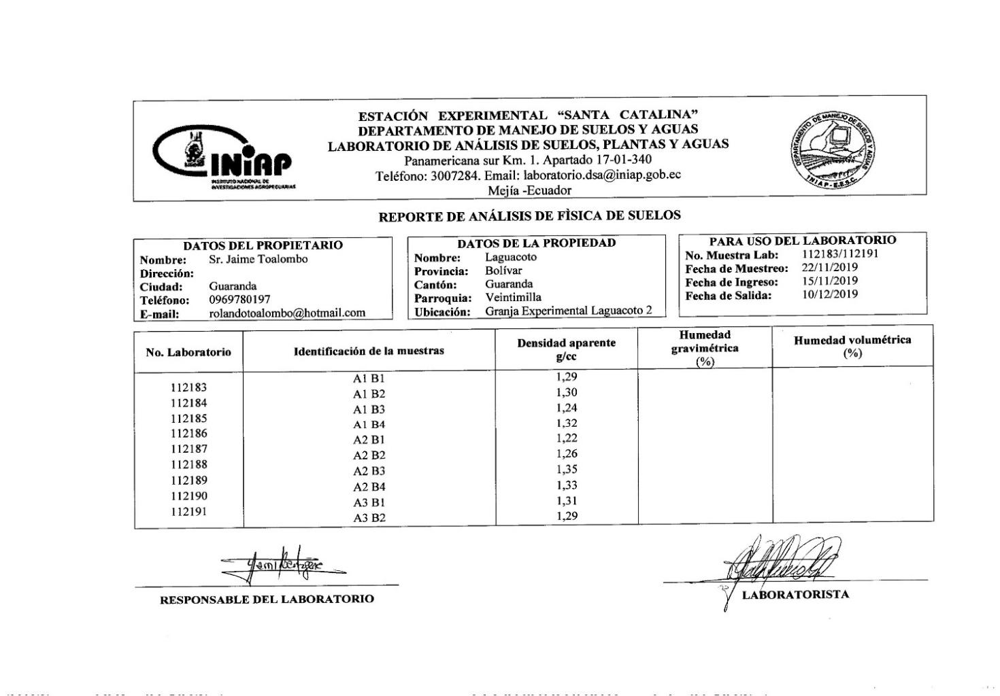 INIAP
INSTITUTO NACIONAL DE
INVESTIGACIONES AGROPECUARIAS
ESTACIÓN EXPERIMENTAL “SANTA CATALINA”
DEPARTAMENTO DE MANEJO DE SUELOS Y AGUAS
LABORATORIO DE ANÁLISIS DE SUELOS, PLANTAS Y AGUAS
Panamericana sur Km. 1. Apartado 17-01-340
Teléfono: 3007284. Email: laboratorio.dsa@iniap.gob.ec
Mejía -Ecuador
DEPARTAMENTO DE MANEJO DE SUELOS Y AGUAS
INIAP-E.E.S.C.
REPORTE DE ANÁLISIS DE FÌSICA DE SUELOS
DATOS DEL PROPIETARIO
Nombre: Sr. Jaime Toalombo
Dirección:
Ciudad: Guaranda
Teléfono: 0969780197
E-mail: rolandotoalombo@hotmail.com
DATOS DE LA PROPIEDAD
Nombre: Laguacoto
Provincia: Bolívar
Cantón: Guaranda
Parroquia: Veintimilla
Ubicación: Granja Experimental Laguacoto 2
PARA USO DEL LABORATORIO
No. Muestra Lab: 112183/112191
Fecha de Muestreo: 22/11/2019
Fecha de Ingreso: 15/11/2019
Fecha de Salida: 10/12/2019
No. Laboratorio
Identificación de la muestras
Densidad aparente
g/cc
Humedad
gravimétrica
(%)
Humedad volumétrica
(%)
A1 B1 1,29
112183
A1 B2 1,30
112184
A1 B3 1,24
112185
A1 B4 1,32
112186
A2 B1 1,22
112187
A2 B2 1,26
112188
A2 B3 1,35
112189
A2 B4 1,33
112190
A3 B1 1,31
112191
A3 B2 1,29
RESPONSABLE DEL LABORATORIO
LABORATORISTA